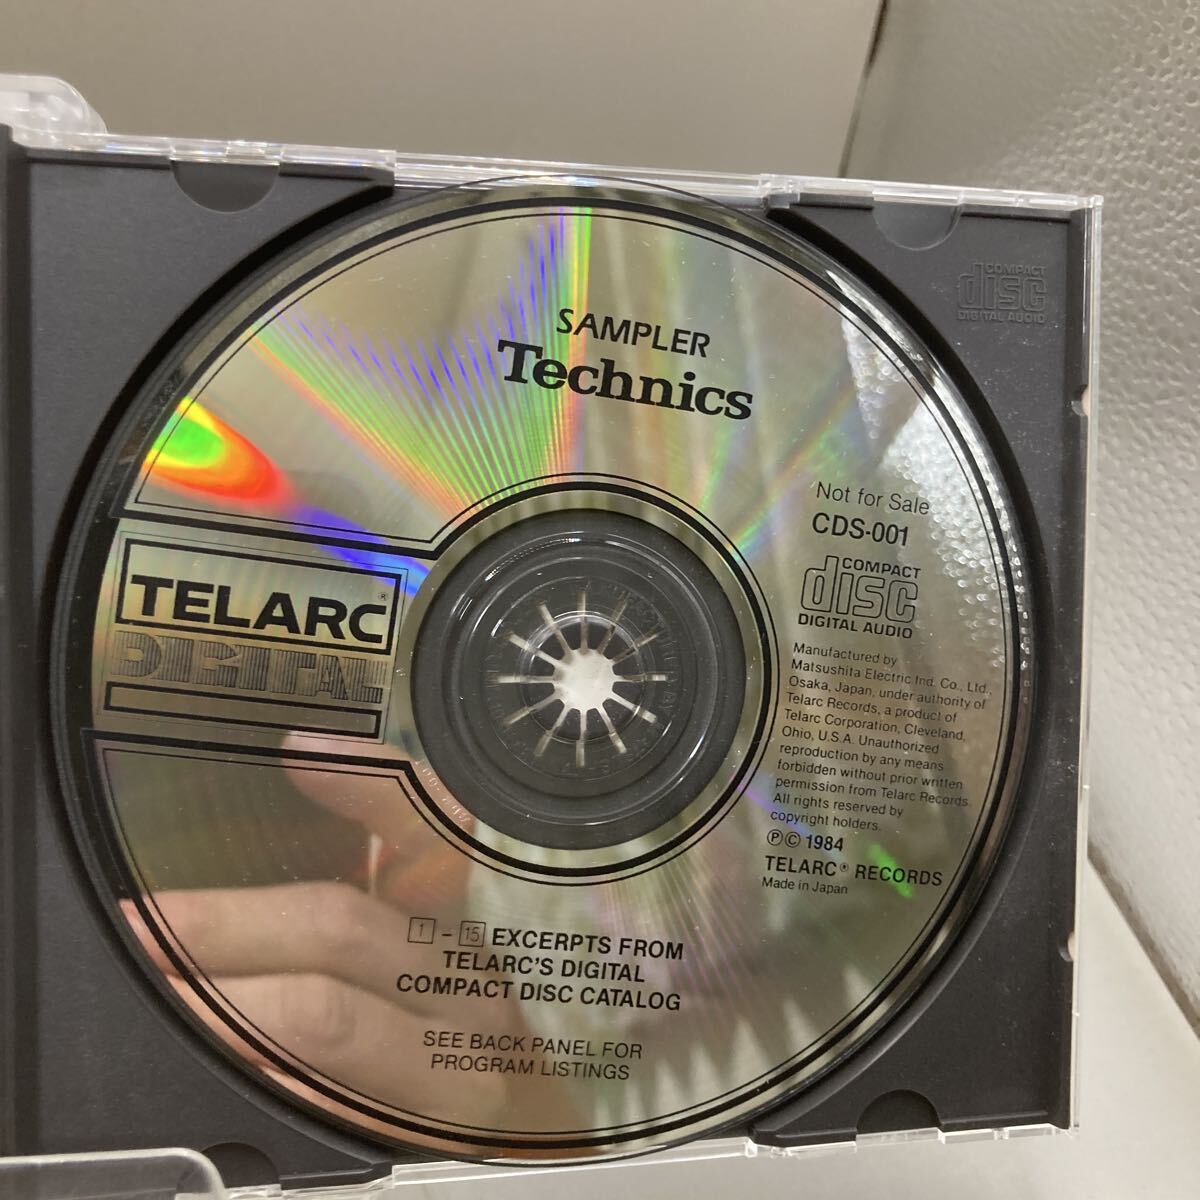 SAMPLER
Technics
Not for Sale
CDS-001
COMPACT
disc
DIGITAL AUDIO
Manufactured by
Matsushita Electric Ind. Co., Ltd.,
Osaka, Japan, under authority of
Telarc Records, a product of
Telarc Corporation, Cleveland,
Ohio, U.S.A. Unauthorized
reproduction by any means
forbidden without prior written
permission from Telarc Records.
All rights reserved by
copyright holders.
℗© 1984
TELARC® RECORDS
Made in Japan
TELARC®
DIGITAL
1 - 15 EXCERPTS FROM
TELARC'S DIGITAL
COMPACT DISC CATALOG
SEE BACK PANEL FOR
PROGRAM LISTINGS
COMPACT
disc
DIGITAL AUDIO